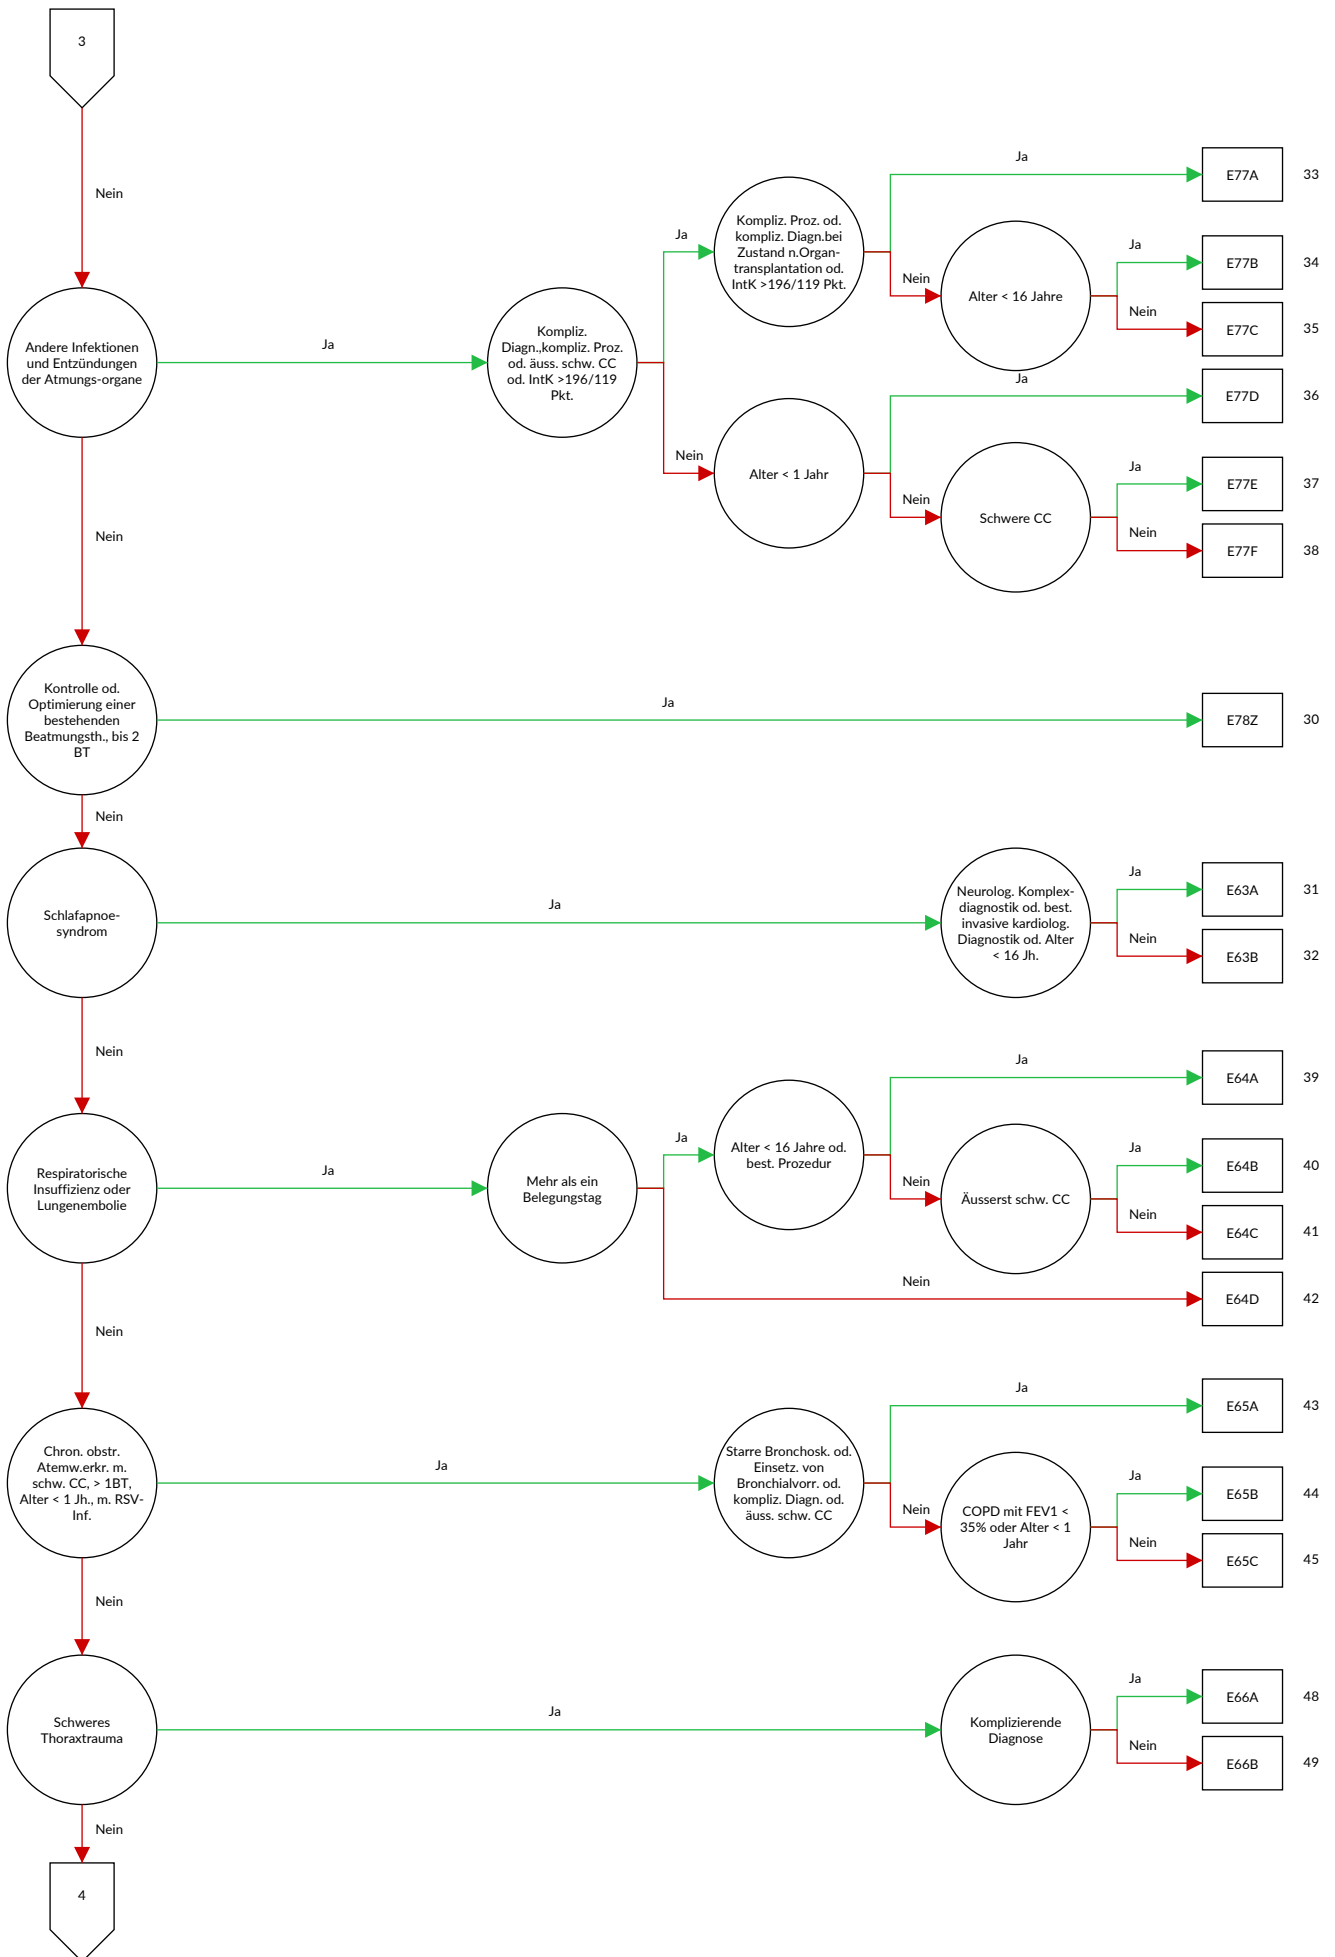 3
Nein
Ja
E77A
33
Kompliz. Proz. od.
kompliz. Diagn.bei
Zustand n.Organ-
transplantation od.
IntK >196/119 Pkt.
Ja
Nein
Alter < 16 Jahre
Ja
E77B
34
Nein
E77C
35
Andere Infektionen
und Entzündungen
der Atmungs-organe
Ja
Kompliz.
Diagn.,kompliz. Proz.
od. äuss. schw. CC
od. IntK >196/119
Pkt.
Ja
E77D
36
Nein
Alter < 1 Jahr
Nein
Schwere CC
Ja
E77E
37
Nein
E77F
38
Nein
Kontrolle od.
Optimierung einer
bestehenden
Beatmungsth., bis 2
BT
Ja
E78Z
30
Nein
Schlafapnoe-
syndrom
Ja
Neurolog. Komplex-
diagnostik od. best.
invasive kardiolog.
Diagnostik od. Alter
< 16 Jh.
Ja
E63A
31
Nein
E63B
32
Nein
Ja
E64A
39
Respiratorische
Insuffizienz oder
Lungenembolie
Ja
Mehr als ein
Belegungstag
Ja
Alter < 16 Jahre od.
best. Prozedur
Nein
Äusserst schw. CC
Ja
E64B
40
Nein
E64C
41
Nein
E64D
42
Nein
Ja
E65A
43
Chron. obstr.
Atemw.erkr. m.
schw. CC, > 1BT,
Alter < 1 Jh., m. RSV-
Inf.
Ja
Starre Bronchosk. od.
Einsetz. von
Bronchialvorr. od.
kompliz. Diagn. od.
äuss. schw. CC
Nein
COPD mit FEV1 <
35% oder Alter < 1
Jahr
Ja
E65B
44
Nein
E65C
45
Nein
Schweres
Thoraxtrauma
Ja
Komplizierende
Diagnose
Ja
E66A
48
Nein
E66B
49
Nein
4